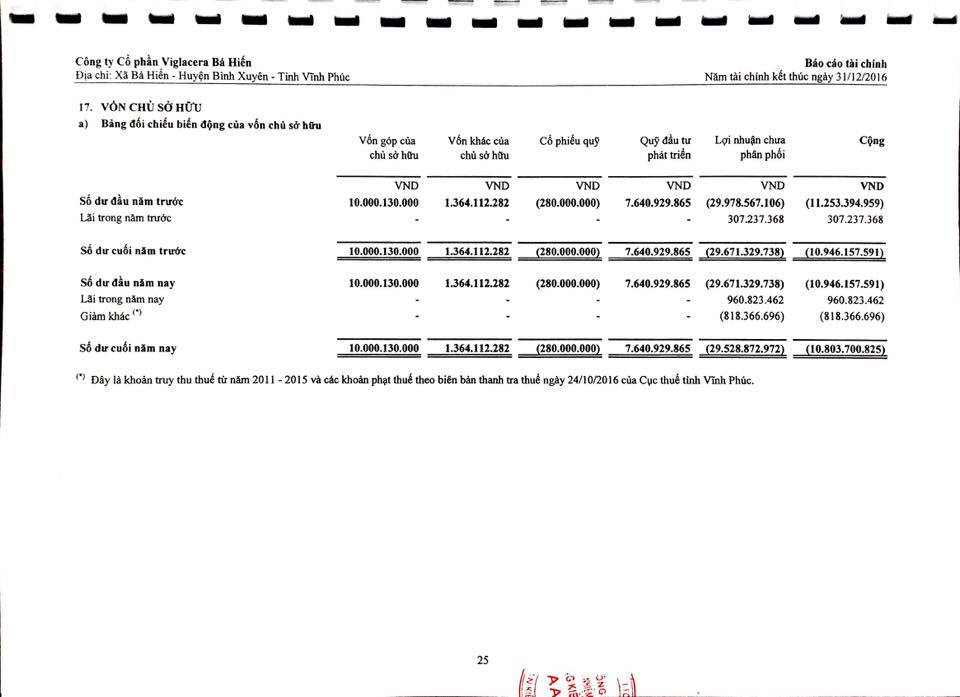 Công ty Cổ phần Viglacera Bá Hiến
Báo cáo tài chính
Địa chỉ: Xã Bá Hiến - Huyện Bình Xuyên - Tỉnh Vĩnh Phúc
Năm tài chính kết thúc ngày 31/12/2016
17. VỐN CHỦ SỞ HỮU
a) Bảng đối chiếu biến động của vốn chủ sở hữu
Vốn góp của Vốn khác của Cổ phiếu quỹ Quỹ đầu tư Lợi nhuận chưa Cộng
chủ sở hữu chủ sở hữu phát triển phân phối
VND VND VND VND VND VND
Số dư đầu năm trước 10.000.130.000 1.364.112.282 (280.000.000) 7.640.929.865 (29.978.567.106) (11.253.394.959)
Lãi trong năm trước - - - - 307.237.368 307.237.368
Số dư cuối năm trước 10.000.130.000 1.364.112.282 (280.000.000) 7.640.929.865 (29.671.329.738) (10.946.157.591)
Số dư đầu năm nay 10.000.130.000 1.364.112.282 (280.000.000) 7.640.929.865 (29.671.329.738) (10.946.157.591)
Lãi trong năm nay - - - - 960.823.462 960.823.462
Giảm khác (*) - - - - (818.366.696) (818.366.696)
Số dư cuối năm nay 10.000.130.000 1.364.112.282 (280.000.000) 7.640.929.865 (29.528.872.972) (10.803.700.825)
(*) Đây là khoản truy thu thuế từ năm 2011 - 2015 và các khoản phạt thuế theo biên bản thanh tra thuế ngày 24/10/2016 của Cục thuế tỉnh Vĩnh Phúc.
25